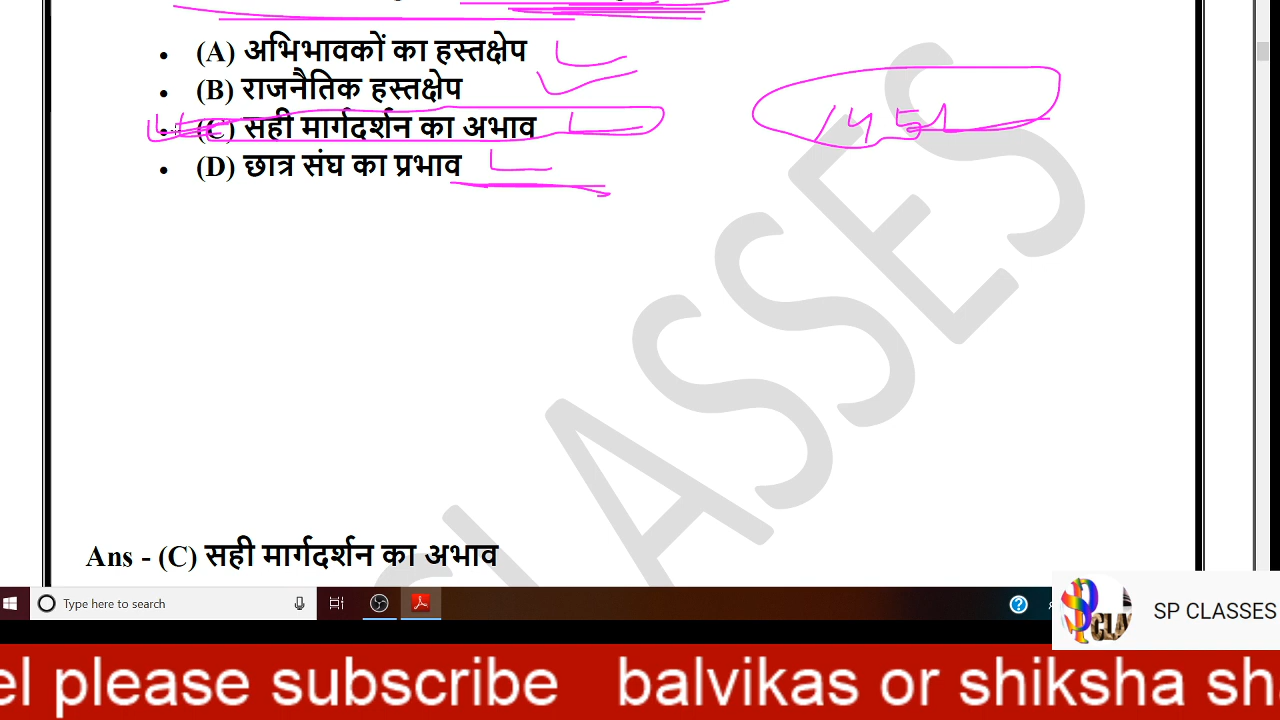 • (A) अभिभावकों का हस्तक्षेप
• (B) राजनैतिक हस्तक्षेप
• (C) सही मार्गदर्शन का अभाव
• (D) छात्र संघ का प्रभाव
CLASSES
Ans - (C) सही मार्गदर्शन का अभाव
Type here to search
SP CLASSES
el please subscribe balvikas or shiksha sh